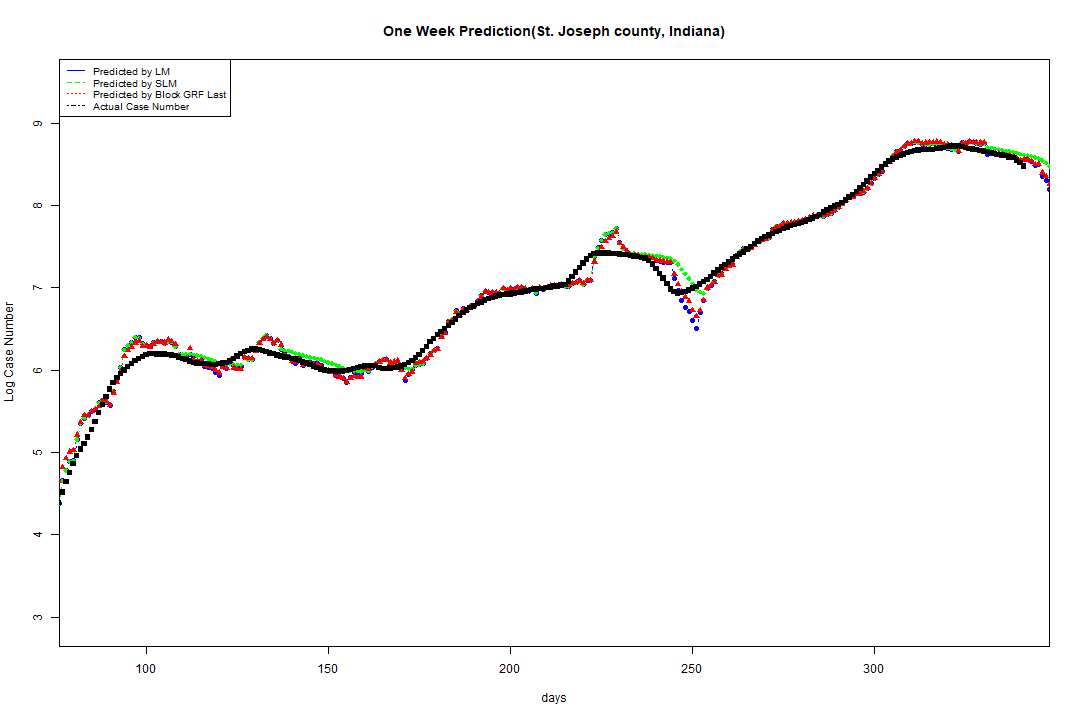 One Week Prediction(St. Joseph county, Indiana)
Predicted by LM
Predicted by SLM
Predicted by Block GRF Last
Actual Case Number
9
8
7
6
5
4
3
Log Case Number
100 150 200 250 300
days